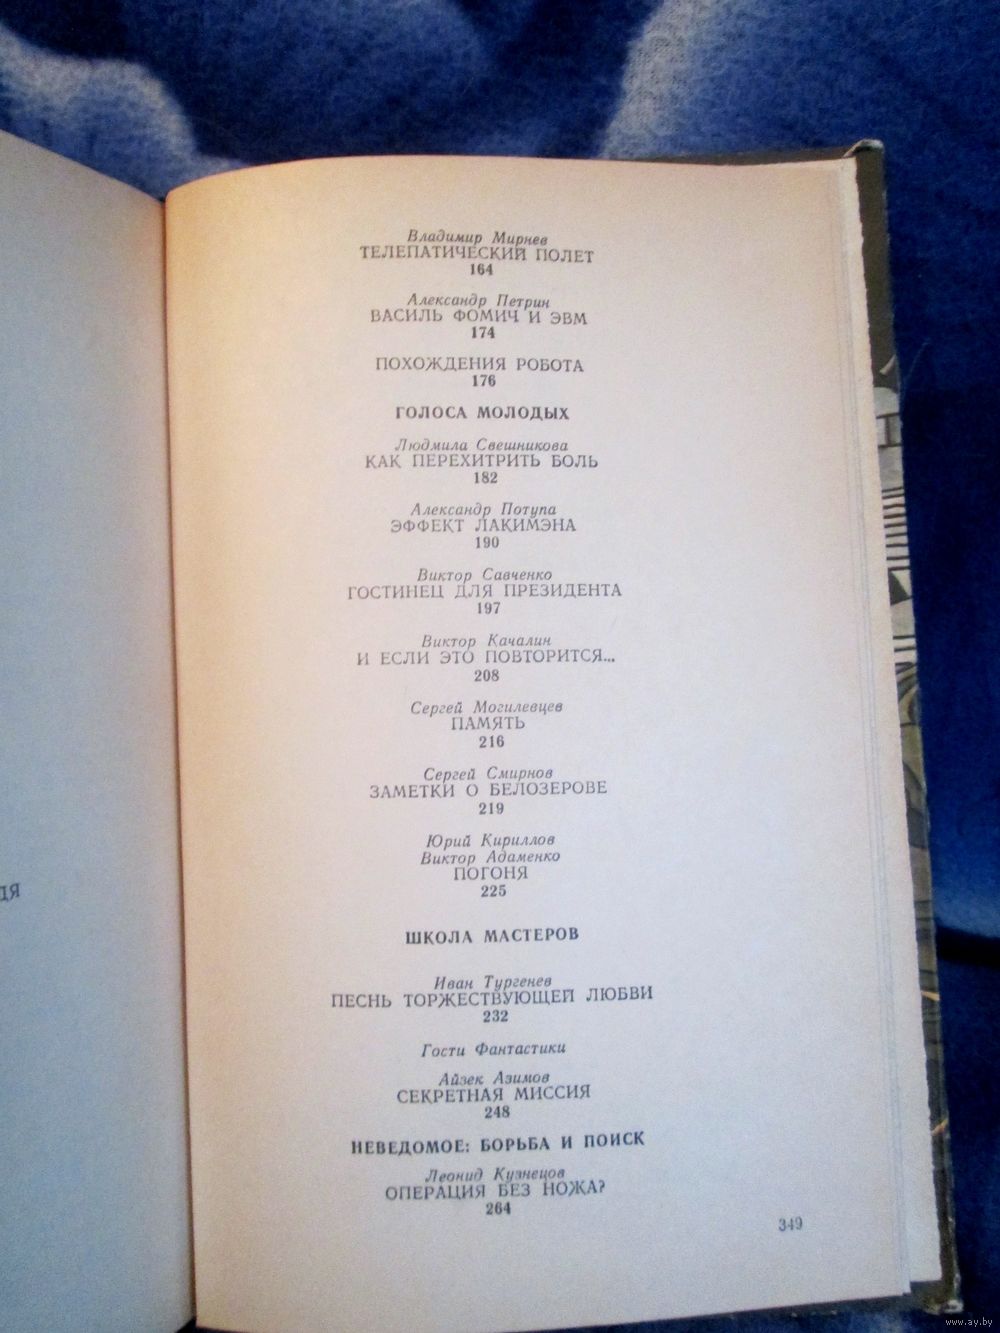 Владимир Мирнев
ТЕЛЕПАТИЧЕСКИЙ ПОЛЕТ
164
Александр Петрин
ВАСИЛЬ ФОМИЧ И ЭВМ
174
ПОХОЖДЕНИЯ РОБОТА
176
ГОЛОСА МОЛОДЫХ
Людмила Свешникова
КАК ПЕРЕХИТРИТЬ БОЛЬ
182
Александр Потупа
ЭФФЕКТ ЛАКИМЭНА
190
Виктор Савченко
ГОСТИНЕЦ ДЛЯ ПРЕЗИДЕНТА
197
Виктор Качалин
И ЕСЛИ ЭТО ПОВТОРИТСЯ...
208
Сергей Могилевцев
ПАМЯТЬ
216
Сергей Смирнов
ЗАМЕТКИ О БЕЛОЗЕРОВЕ
219
Юрий Кириллов
Виктор Адаменко
ПОГОНЯ
225
ШКОЛА МАСТЕРОВ
Иван Тургенев
ПЕСНЬ ТОРЖЕСТВУЮЩЕЙ ЛЮБВИ
232
Гости Фантастики
Айзек Азимов
СЕКРЕТНАЯ МИССИЯ
248
НЕВЕДОМОЕ: БОРЬБА И ПОИСК
Леонид Кузнецов
ОПЕРАЦИЯ БЕЗ НОЖА?
264
349
www.ay.by